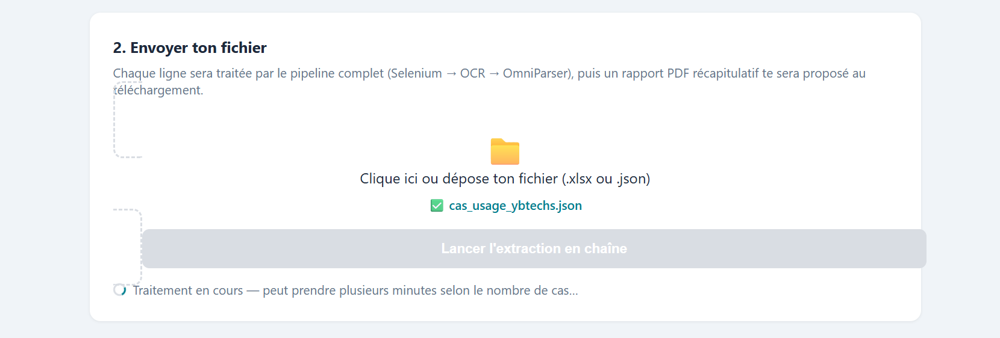 2. Envoyer ton fichier
Chaque ligne sera traitée par le pipeline complet (Selenium → OCR → OmniParser), puis un rapport PDF récapitulatif te sera proposé au
téléchargement.
Clique ici ou dépose ton fichier (.xlsx ou .json)
✅ cas_usage_ybtechs.json
Lancer l'extraction en chaîne
Traitement en cours — peut prendre plusieurs minutes selon le nombre de cas...